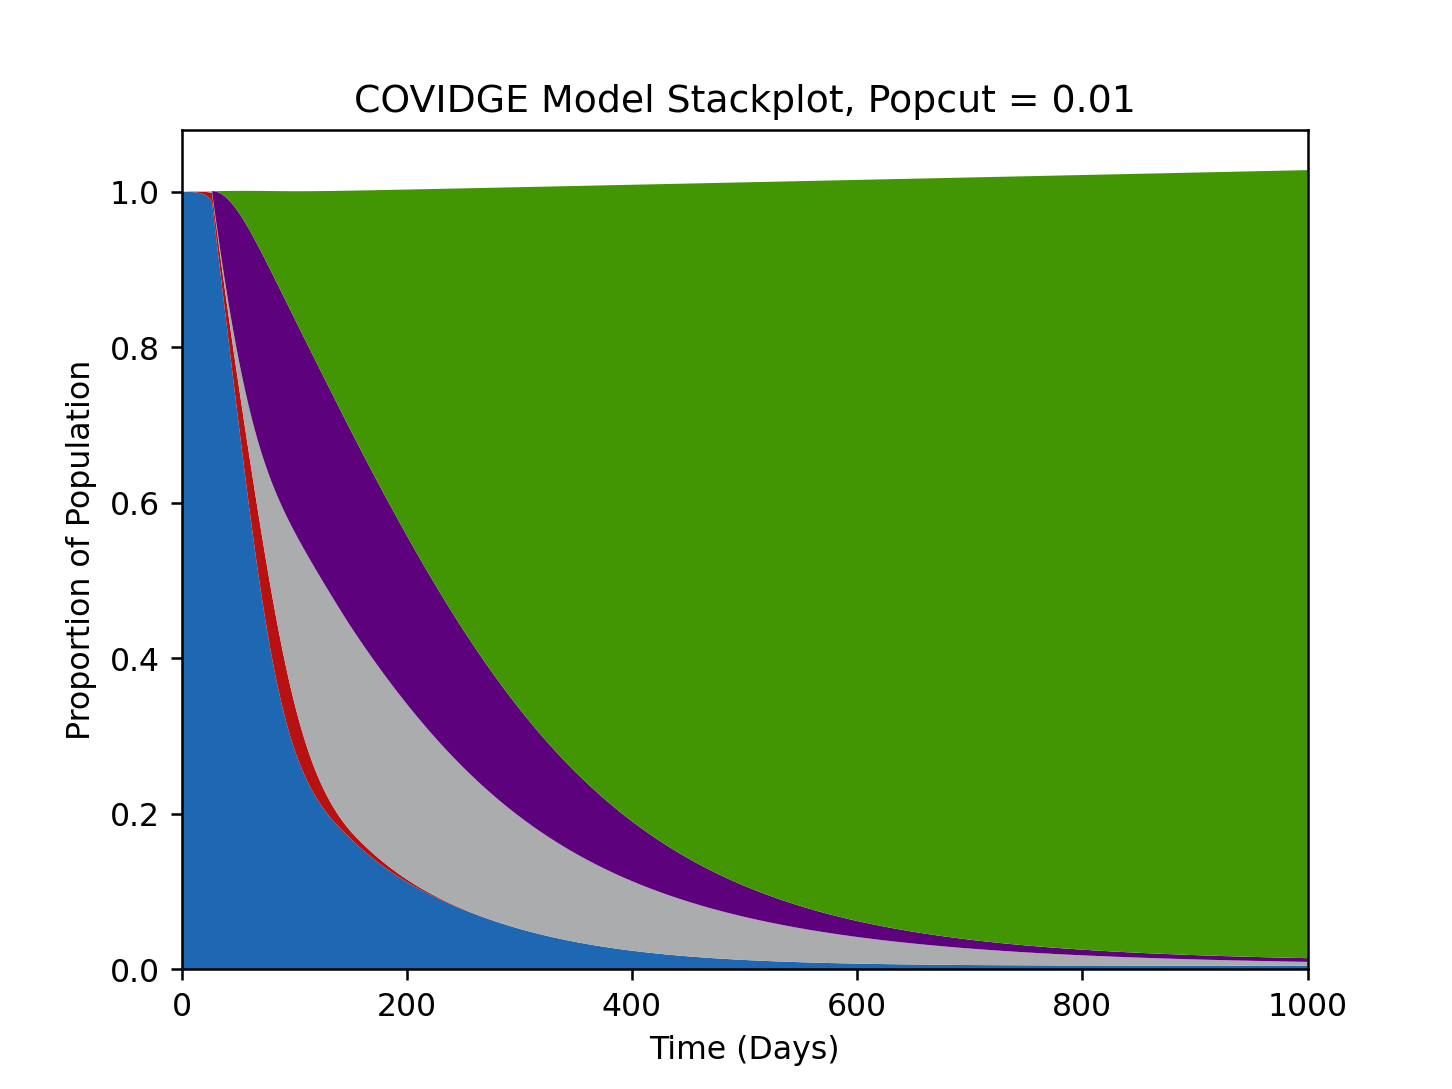 COVIDGE Model Stackplot, Popcut = 0.01
1.0
0.8
0.6
0.4
0.2
0.0
Proportion of Population
0 200 400 600 800 1000
Time (Days)